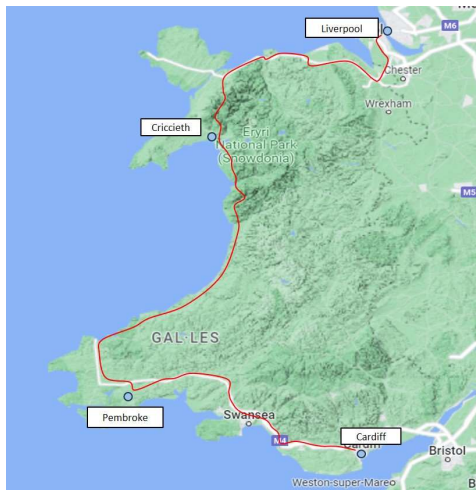 Liverpool
M6
Chester
Wrexham
Criccieth
Eryri
National Park
(Snowdonia)
M5
GAL·LES
Pembroke
Swansea
M4
Cardiff
Bristol
Weston-super-Mare